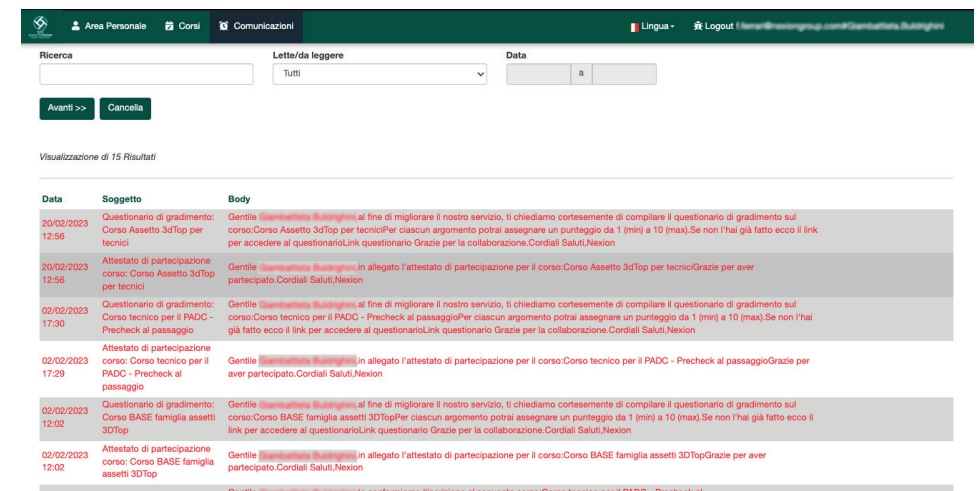 Area Personale Corsi Comunicazioni Lingua Logout
Ricerca Lette/da leggere Data
Tutti a
Avanti >> Cancella
Visualizzazione di 15 Risultati
Data Soggetto Body
20/02/2023
12:56
Questionario di gradimento:
Corso Assetto 3dTop per
tecnici
Gentile ,al fine di migliorare il nostro servizio, ti chiediamo cortesemente di compilare il questionario di gradimento sul
corso:Corso Assetto 3dTop per tecniciPer ciascun argomento potrai assegnare un punteggio da 1 (min) a 10 (max).Se non l'hai già fatto ecco il link
per accedere al questionarioLink questionario Grazie per la collaborazione.Cordiali Saluti,Nexion
20/02/2023
12:56
Attestato di partecipazione
corso: Corso Assetto 3dTop
per tecnici
Gentile ,in allegato l'attestato di partecipazione per il corso:Corso Assetto 3dTop per tecniciGrazie per aver
partecipato.Cordiali Saluti,Nexion
02/02/2023
17:30
Questionario di gradimento:
Corso tecnico per il PADC -
Precheck al passaggio
Gentile ,al fine di migliorare il nostro servizio, ti chiediamo cortesemente di compilare il questionario di gradimento sul
corso:Corso tecnico per il PADC - Precheck al passaggioPer ciascun argomento potrai assegnare un punteggio da 1 (min) a 10 (max).Se non l'hai
già fatto ecco il link per accedere al questionarioLink questionario Grazie per la collaborazione.Cordiali Saluti,Nexion
02/02/2023
17:29
Attestato di partecipazione
corso: Corso tecnico per il
PADC - Precheck al
passaggio
Gentile ,in allegato l'attestato di partecipazione per il corso:Corso tecnico per il PADC - Precheck al passaggioGrazie per
aver partecipato.Cordiali Saluti,Nexion
02/02/2023
12:02
Questionario di gradimento:
Corso BASE famiglia assetti
3DTop
Gentile ,al fine di migliorare il nostro servizio, ti chiediamo cortesemente di compilare il questionario di gradimento sul
corso:Corso BASE famiglia assetti 3DTopPer ciascun argomento potrai assegnare un punteggio da 1 (min) a 10 (max).Se non l'hai già fatto ecco il
link per accedere al questionarioLink questionario Grazie per la collaborazione.Cordiali Saluti,Nexion
02/02/2023
12:02
Attestato di partecipazione
corso: Corso BASE famiglia
assetti 3DTop
Gentile ,in allegato l'attestato di partecipazione per il corso:Corso BASE famiglia assetti 3DTopGrazie per aver
partecipato.Cordiali Saluti,Nexion